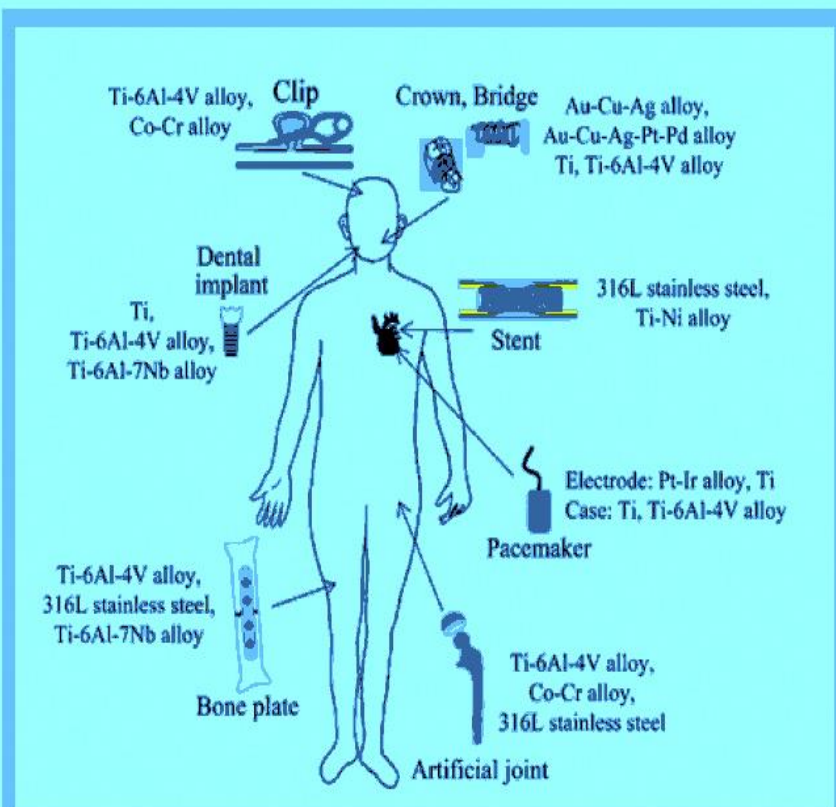 Ti-6Al-4V alloy,
Co-Cr alloy
Clip
Crown, Bridge
Au-Cu-Ag alloy,
Au-Cu-Ag-Pt-Pd alloy
Ti, Ti-6Al-4V alloy
Dental
implant
Ti,
Ti-6Al-4V alloy,
Ti-6Al-7Nb alloy
316L stainless steel,
Ti-Ni alloy
Stent
Electrode: Pt-Ir alloy, Ti
Case: Ti, Ti-6Al-4V alloy
Pacemaker
Ti-6Al-4V alloy,
316L stainless steel,
Ti-6Al-7Nb alloy
Bone plate
Ti-6Al-4V alloy,
Co-Cr alloy,
316L stainless steel
Artificial joint